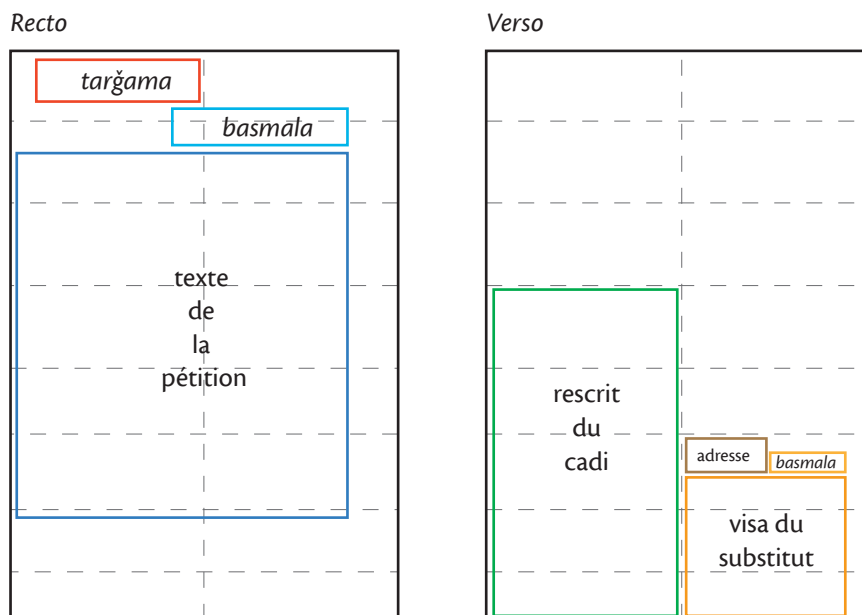 Recto
tarǧama
basmala
texte
de
la
pétition
Verso
rescrit
du
cadi
adresse
basmala
visa du
substitut